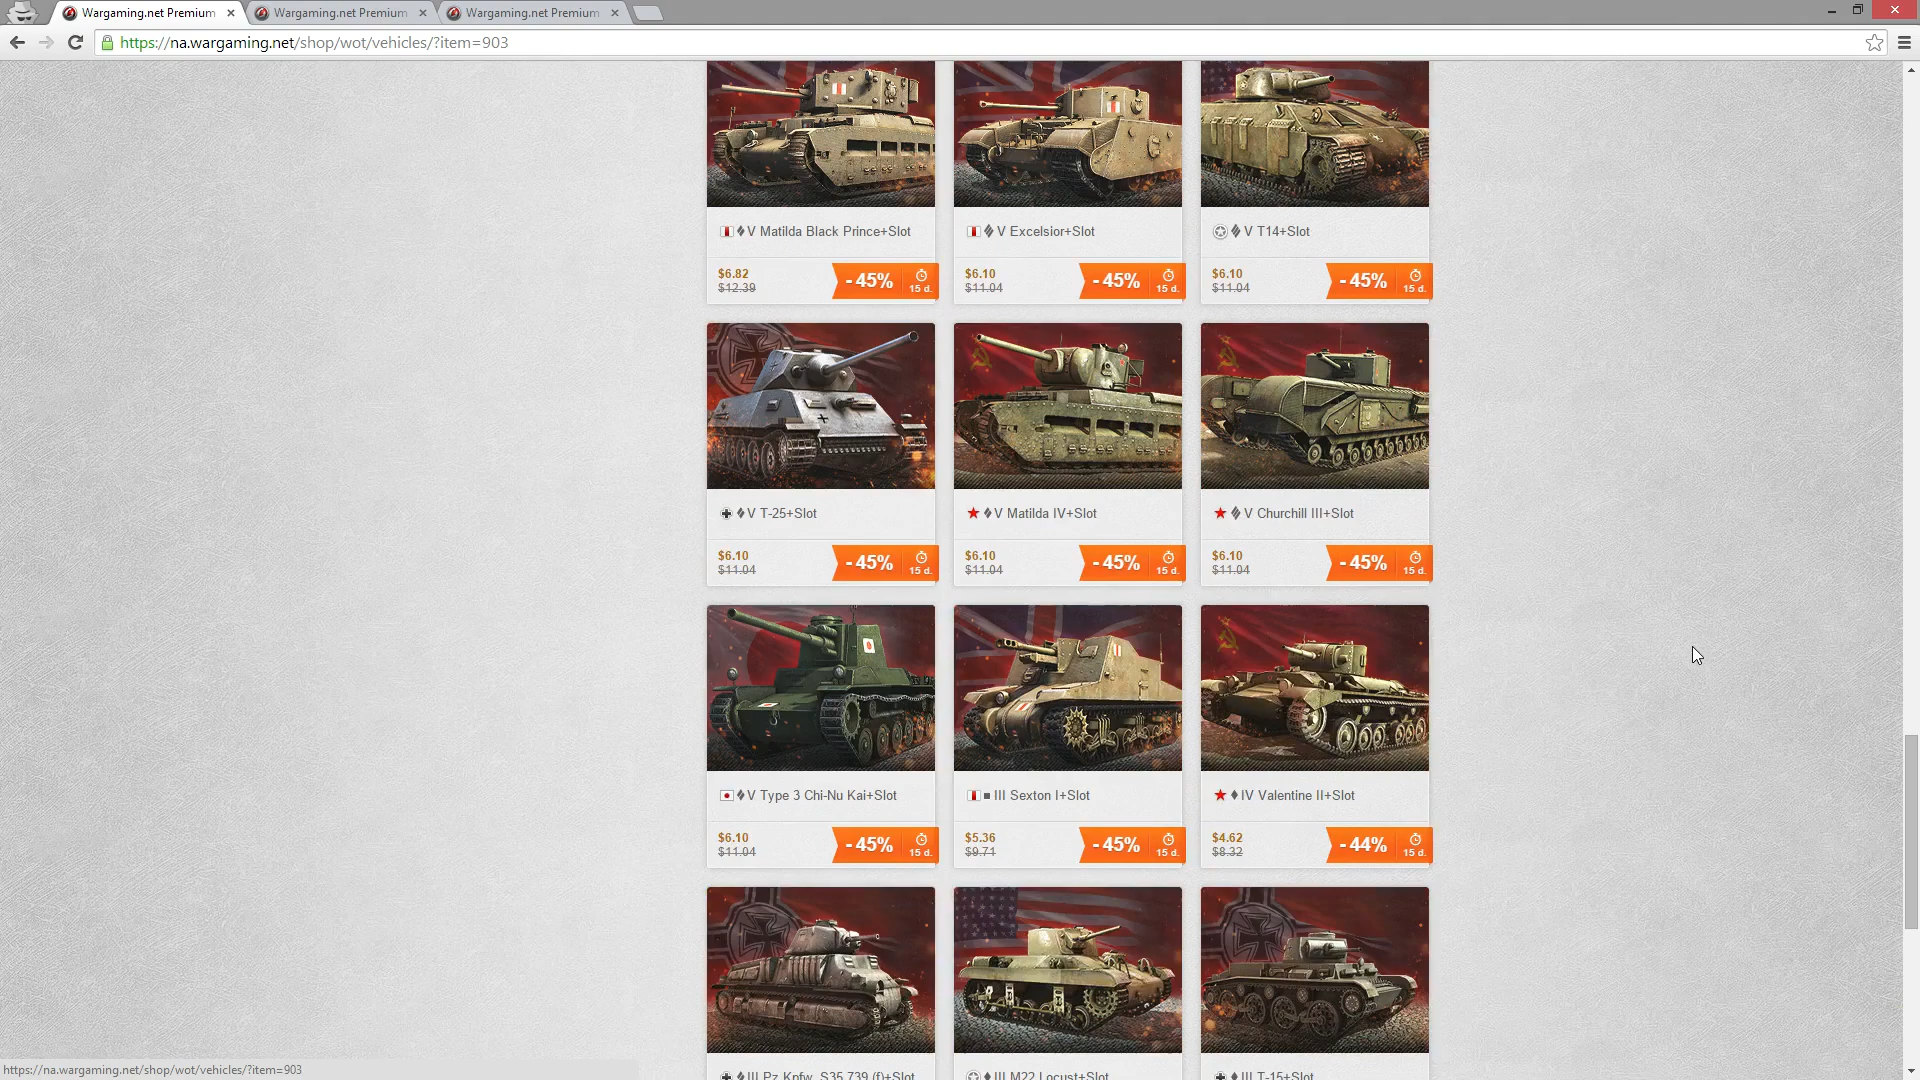 Wargaming.net Premium
Wargaming.net Premium
Wargaming.net Premium
https://na.wargaming.net/shop/wot/vehicles/?item=903
V Matilda Black Prince+Slot
V Excelsior+Slot
V T14+Slot
$6.82
$12.39
- 45%
15 d.
$6.10
$11.04
- 45%
15 d.
$6.10
$11.04
- 45%
15 d.
V T-25+Slot
V Matilda IV+Slot
V Churchill III+Slot
$6.10
$11.04
- 45%
15 d.
$6.10
$11.04
- 45%
15 d.
$6.10
$11.04
- 45%
15 d.
V Type 3 Chi-Nu Kai+Slot
III Sexton I+Slot
IV Valentine II+Slot
$6.10
$11.04
- 45%
15 d.
$5.36
$9.71
- 45%
15 d.
$4.62
$8.32
- 44%
15 d.
III Pz.Kpfw. S35 739 (f)+Slot
III M22 Locust+Slot
III T-15+Slot
https://na.wargaming.net/shop/wot/vehicles/?item=903